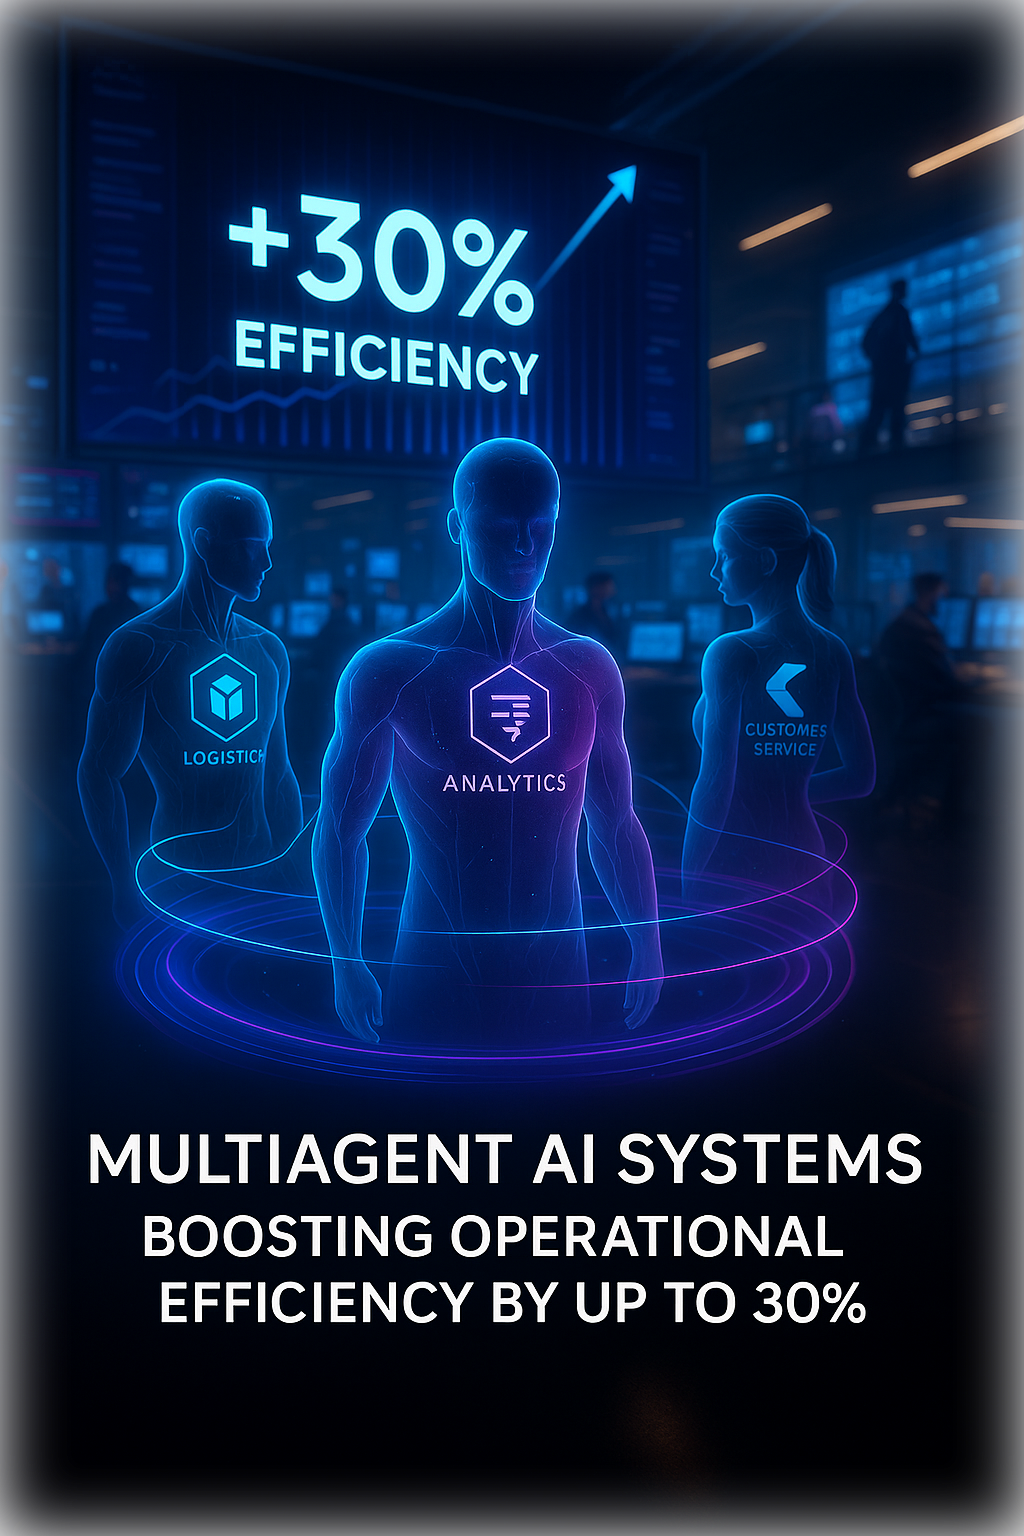 +30%
EFFICIENCY
LOGISTICH
ANALYTICS
CUSTOMES
SERVICE
MULTIAGENT AI SYSTEMS
BOOSTING OPERATIONAL
EFFICIENCY BY UP TO 30%